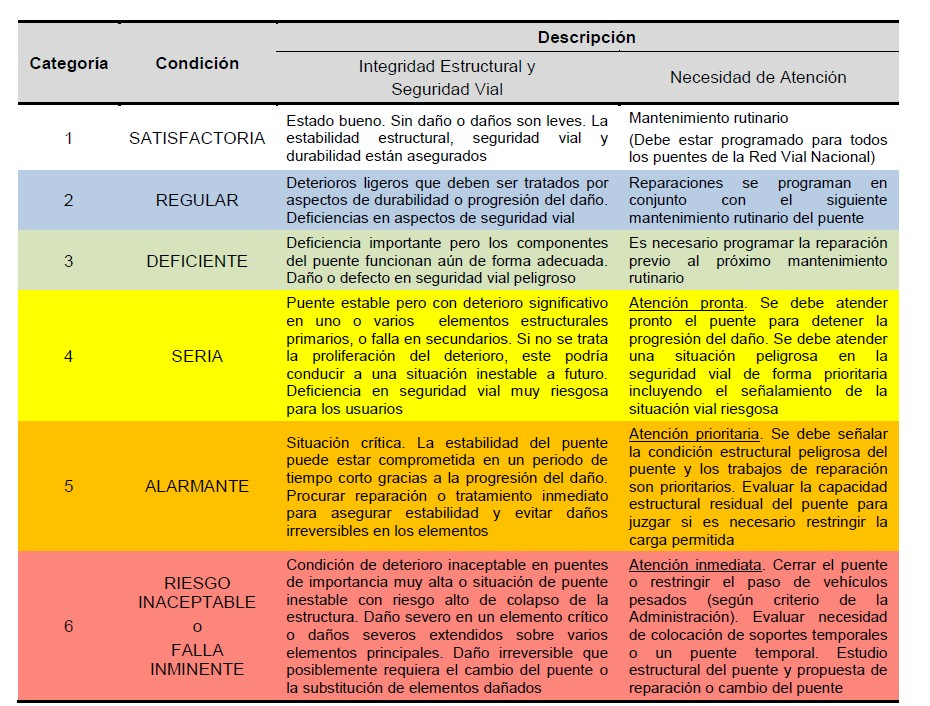 Categoría
Condición
Descripción
Integridad Estructural y
Seguridad Vial
Necesidad de Atención
1
SATISFACTORIA
Estado bueno. Sin daño o daños son leves. La
estabilidad estructural, seguridad vial y
durabilidad están asegurados
Mantenimiento rutinario
(Debe estar programado para todos
los puentes de la Red Vial Nacional)
2
REGULAR
Deterioros ligeros que deben ser tratados por
aspectos de durabilidad o progresión del daño.
Deficiencias en aspectos de seguridad vial
Reparaciones se programan en
conjunto con el siguiente
mantenimiento rutinario del puente
3
DEFICIENTE
Deficiencia importante pero los componentes
del puente funcionan aún de forma adecuada.
Daño o defecto en seguridad vial peligroso
Es necesario programar la reparación
previo al próximo mantenimiento
rutinario
4
SERIA
Puente estable pero con deterioro significativo
en uno o varios elementos estructurales
primarios, o falla en secundarios. Si no se trata
la proliferación del deterioro, este podría
conducir a una situación inestable a futuro.
Deficiencia en seguridad vial muy riesgosa
para los usuarios
Atención pronta. Se debe atender
pronto el puente para detener la
progresión del daño. Se debe atender
una situación peligrosa en la
seguridad vial de forma prioritaria
incluyendo el señalamiento de la
situación vial riesgosa
5
ALARMANTE
Situación crítica. La estabilidad del puente
puede estar comprometida en un periodo de
tiempo corto gracias a la progresión del daño.
Procurar reparación o tratamiento inmediato
para asegurar estabilidad y evitar daños
irreversibles en los elementos
Atención prioritaria. Se debe señalar
la condición estructural peligrosa del
puente y los trabajos de reparación
son prioritarios. Evaluar la capacidad
estructural residual del puente para
juzgar si es necesario restringir la
carga permitida
6
RIESGO
INACEPTABLE
o
FALLA
INMINENTE
Condición de deterioro inaceptable en puentes
de importancia muy alta o situación de puente
inestable con riesgo alto de colapso de la
estructura. Daño severo en un elemento crítico
o daños severos extendidos sobre varios
elementos principales. Daño irreversible que
posiblemente requiera el cambio del puente o
la substitución de elementos dañados
Atención inmediata. Cerrar el puente
o restringir el paso de vehículos
pesados (según criterio de la
Administración). Evaluar necesidad
de colocación de soportes temporales
o un puente temporal. Estudio
estructural del puente y propuesta de
reparación o cambio del puente